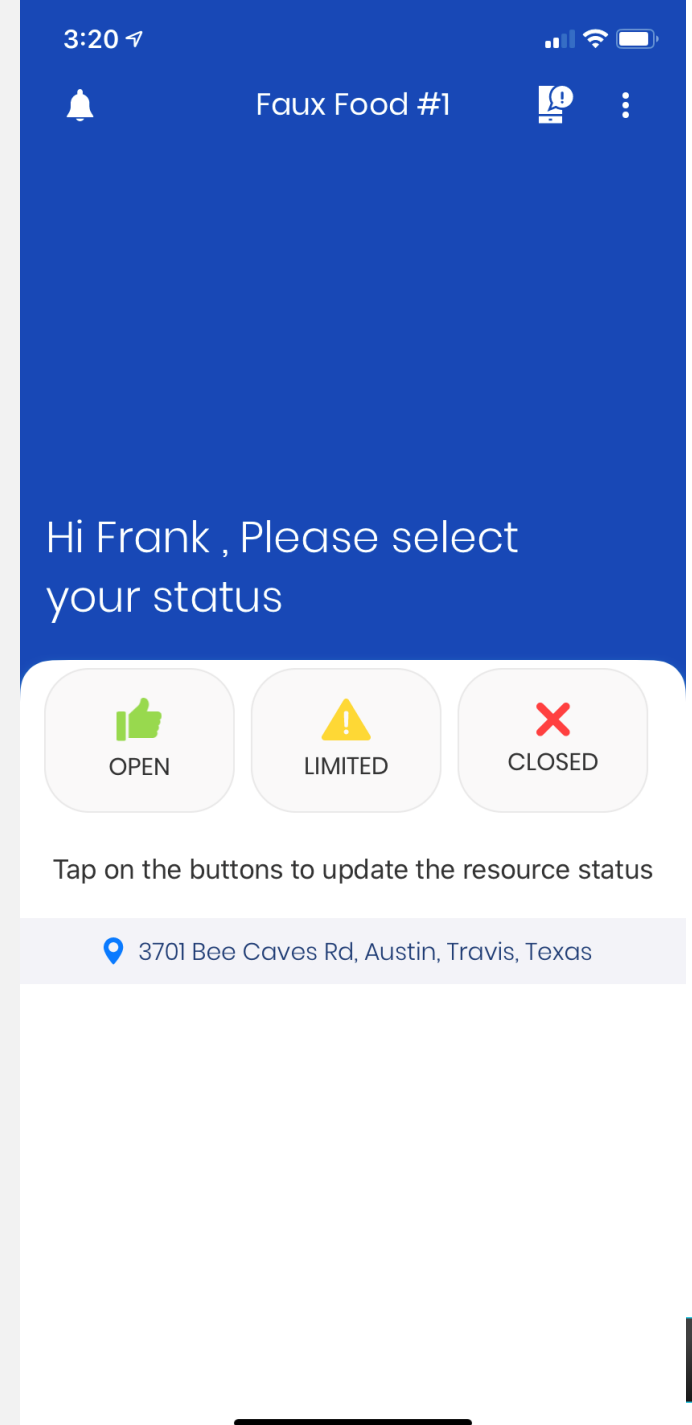 3:20
Faux Food #1
Hi Frank , Please select
your status
OPEN
LIMITED
CLOSED
Tap on the buttons to update the resource status
3701 Bee Caves Rd, Austin, Travis, Texas